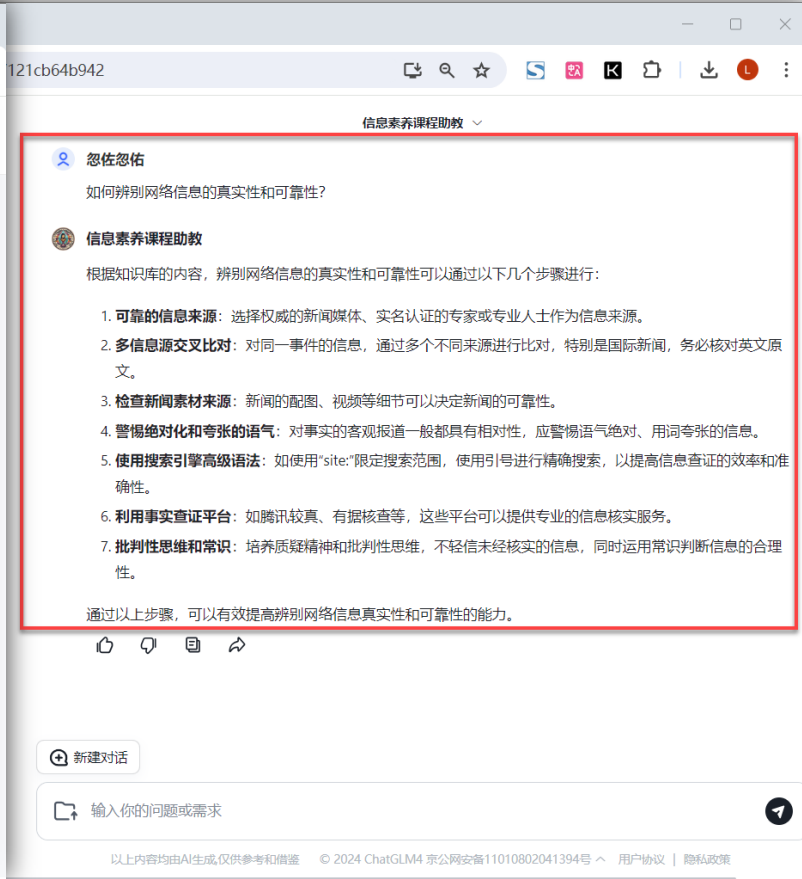 121cb64b942
信息素养课程助教
忽佐忽佑
如何辨别网络信息的真实性和可靠性？
信息素养课程助教
根据知识库的内容，辨别网络信息的真实性和可靠性可以通过以下几个步骤进行：
1. 可靠的信息来源：选择权威的新闻媒体、实名认证的专家或专业人士作为信息来源。
2. 多信息源交叉比对：对同一事件的信息，通过多个不同来源进行比对，特别是国际新闻，务必核对英文原
文。
3. 检查新闻素材来源：新闻的配图、视频等细节可以决定新闻的可靠性。
4. 警惕绝对化和夸张的语气：对事实的客观报道一般都具有相对性，应警惕语气绝对、用词夸张的信息。
5. 使用搜索引擎高级语法：如使用“site:”限定搜索范围，使用引号进行精确搜索，以提高信息查证的效率和准
确性。
6. 利用事实查证平台：如腾讯较真、有据核查等，这些平台可以提供专业的信息核实服务。
7. 批判性思维和常识：培养质疑精神和批判性思维，不轻信未经核实的信息，同时运用常识判断信息的合理
性。
通过以上步骤，可以有效提高辨别网络信息真实性和可靠性的能力。
新建对话
输入你的问题或需求
以上内容均由AI生成,仅供参考和借鉴 © 2024 ChatGLM4 京公网安备11010802041394号 用户协议 | 隐私政策